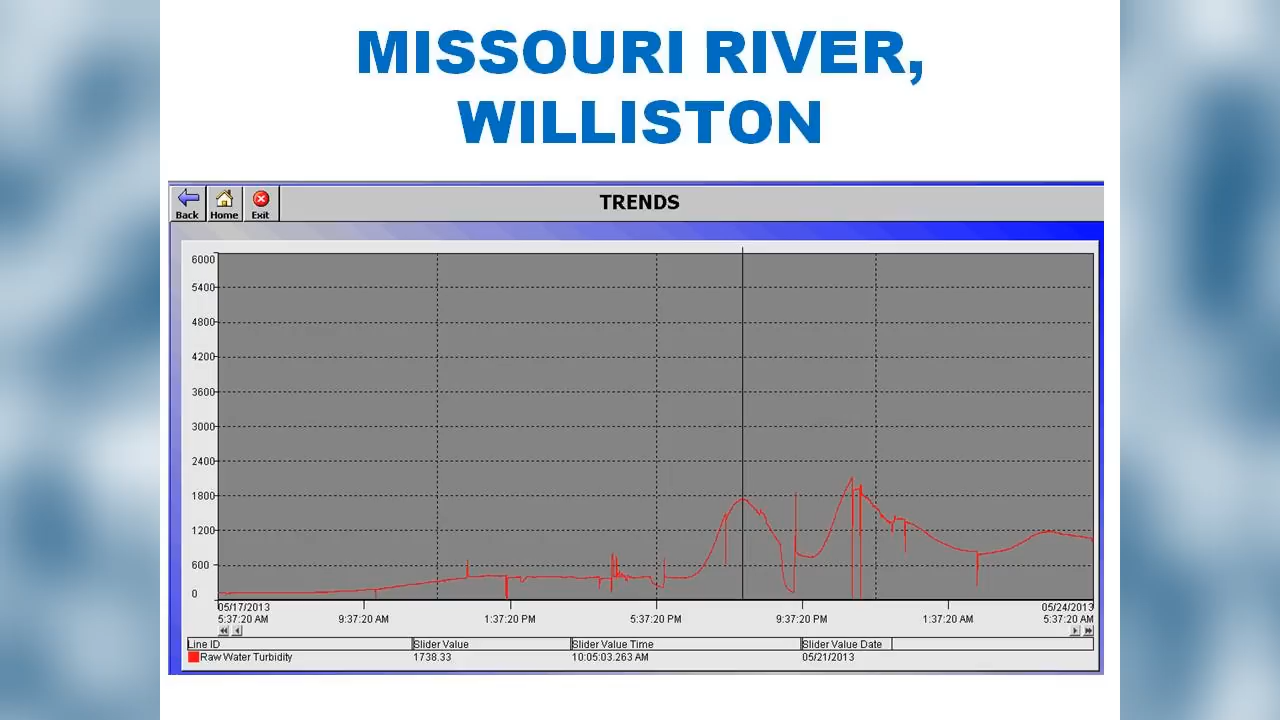 MISSOURI RIVER,
WILLISTON
TRENDS
Back Home Exit
6000
5400
4800
4200
3600
3000
2400
1800
1200
600
0
05/17/2013 05/24/2013
5:37:20 AM 9:37:20 AM 1:37:20 PM 5:37:20 PM 9:37:20 PM 1:37:20 AM 5:37:20 AM
Line ID Slider Value Slider Value Time Slider Value Date
Raw Water Turbidity 1738.33 10:05:03.263 AM 05/21/2013